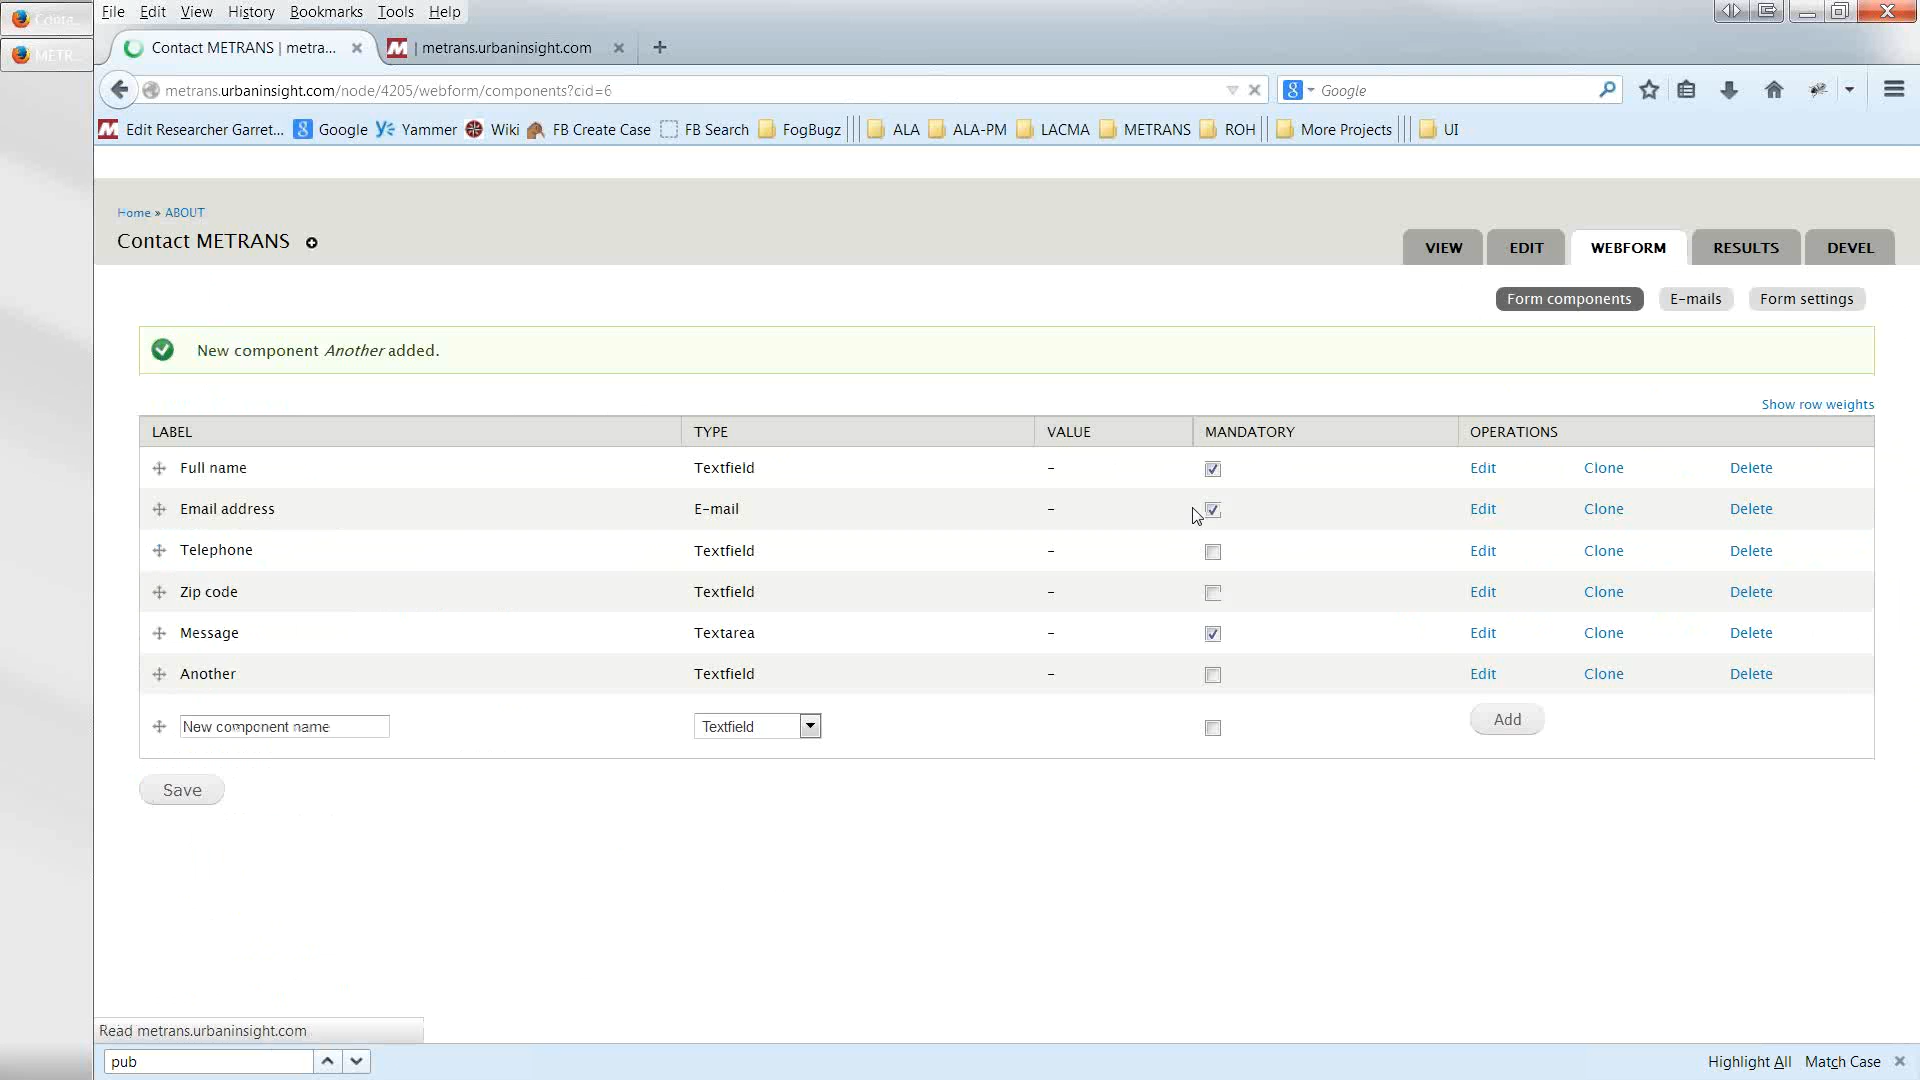 Conta...
METR...
File Edit View History Bookmarks Tools Help
Contact METRANS | metra...
M | metrans.urbaninsight.com
metrans.urbaninsight.com/node/4205/webform/components?cid=6
8 Google
M Edit Researcher Garret... 8 Google Yammer Wiki FB Create Case FB Search FogBugz ALA ALA-PM LACMA METRANS ROH More Projects UI
Home » ABOUT
Contact METRANS
VIEW EDIT WEBFORM RESULTS DEVEL
Form components E-mails Form settings
New component Another added.
Show row weights
LABEL TYPE VALUE MANDATORY OPERATIONS
Full name Textfield - Edit Clone Delete
Email address E-mail - Edit Clone Delete
Telephone Textfield - Edit Clone Delete
Zip code Textfield - Edit Clone Delete
Message Textarea - Edit Clone Delete
Another Textfield - Edit Clone Delete
New component name Textfield Add
Save
Read metrans.urbaninsight.com
pub Highlight All Match Case